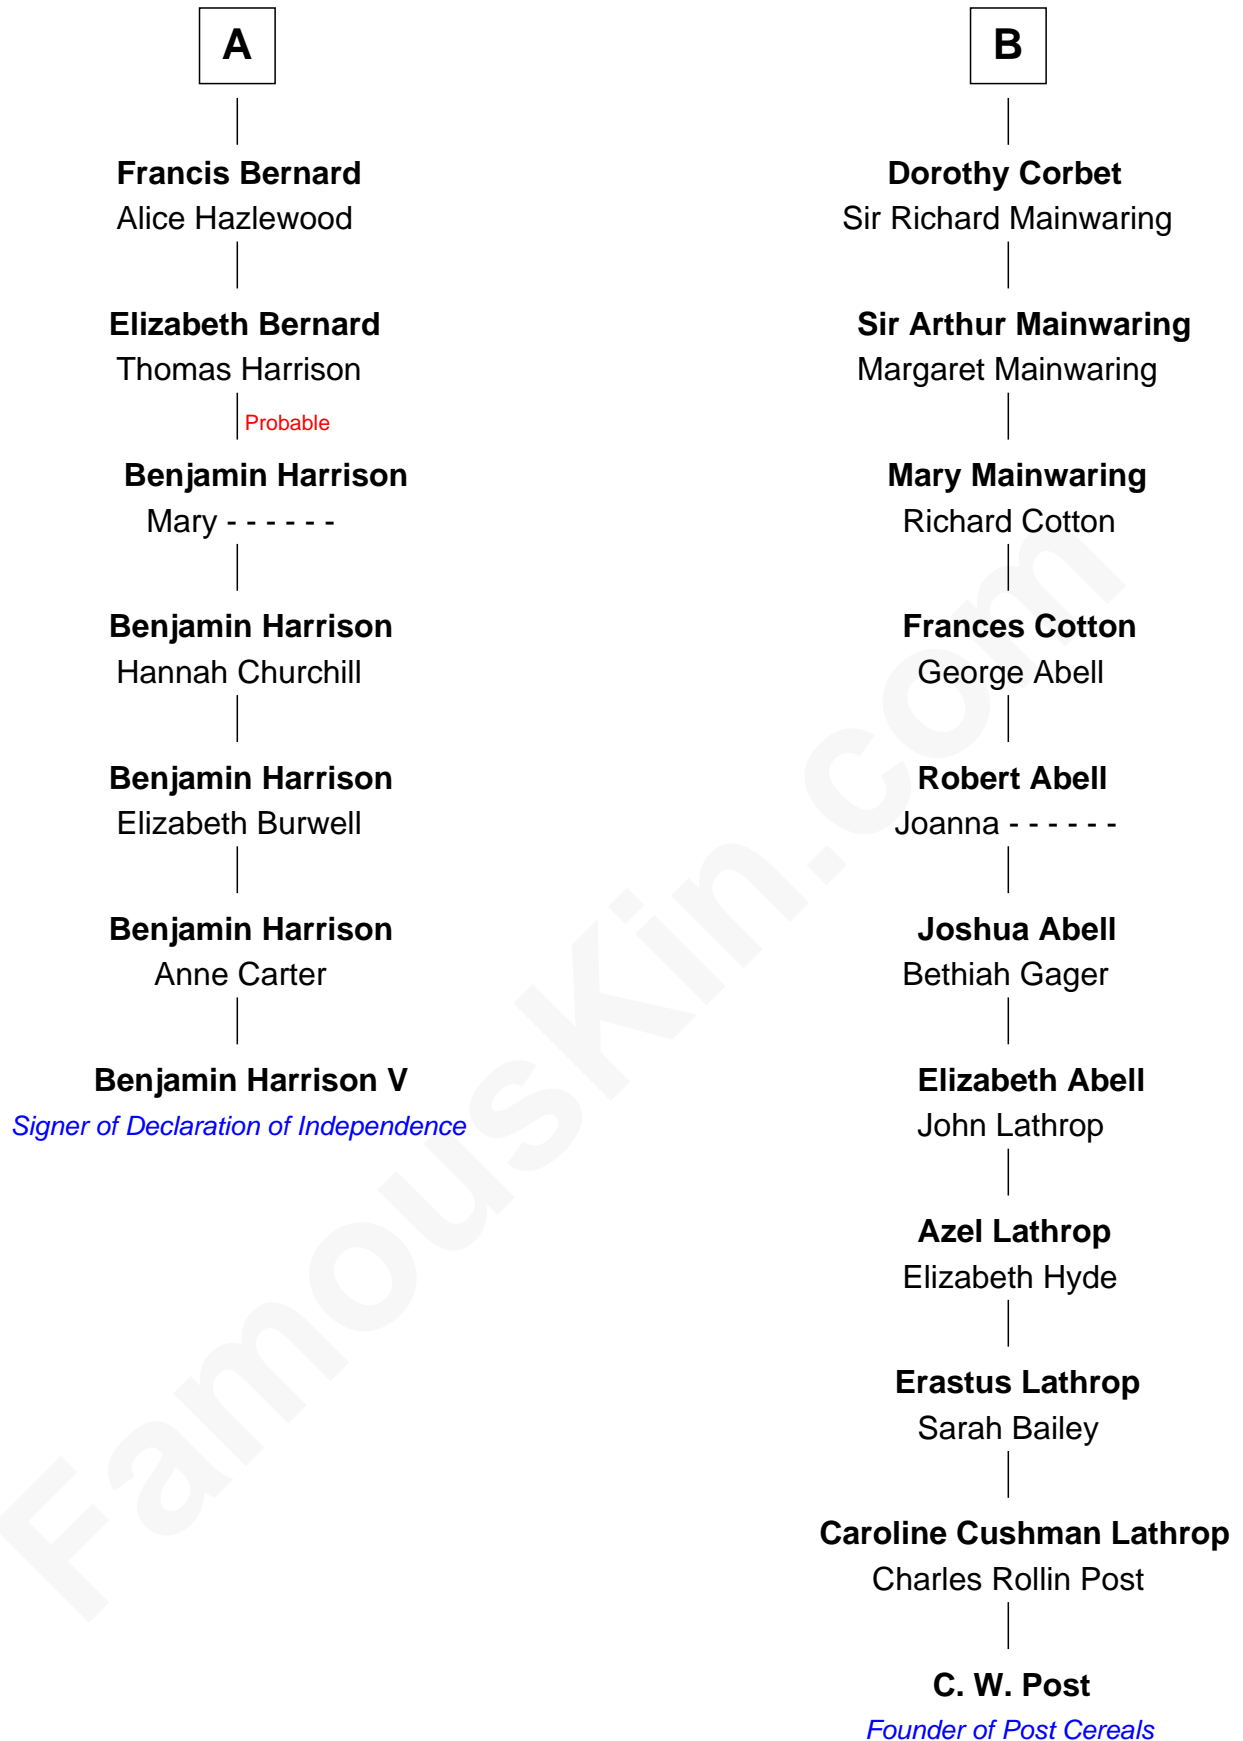 A
Francis Bernard
Alice Hazlewood
Elizabeth Bernard
Thomas Harrison
Probable
Benjamin Harrison
Mary - - - - - -
Benjamin Harrison
Hannah Churchill
Benjamin Harrison
Elizabeth Burwell
Benjamin Harrison
Anne Carter
Benjamin Harrison V
Signer of Declaration of Independence
B
Dorothy Corbet
Sir Richard Mainwaring
Sir Arthur Mainwaring
Margaret Mainwaring
Mary Mainwaring
Richard Cotton
Frances Cotton
George Abell
Robert Abell
Joanna - - - - - -
Joshua Abell
Bethiah Gager
Elizabeth Abell
John Lathrop
Azel Lathrop
Elizabeth Hyde
Erastus Lathrop
Sarah Bailey
Caroline Cushman Lathrop
Charles Rollin Post
C. W. Post
Founder of Post Cereals
FamousKin.com